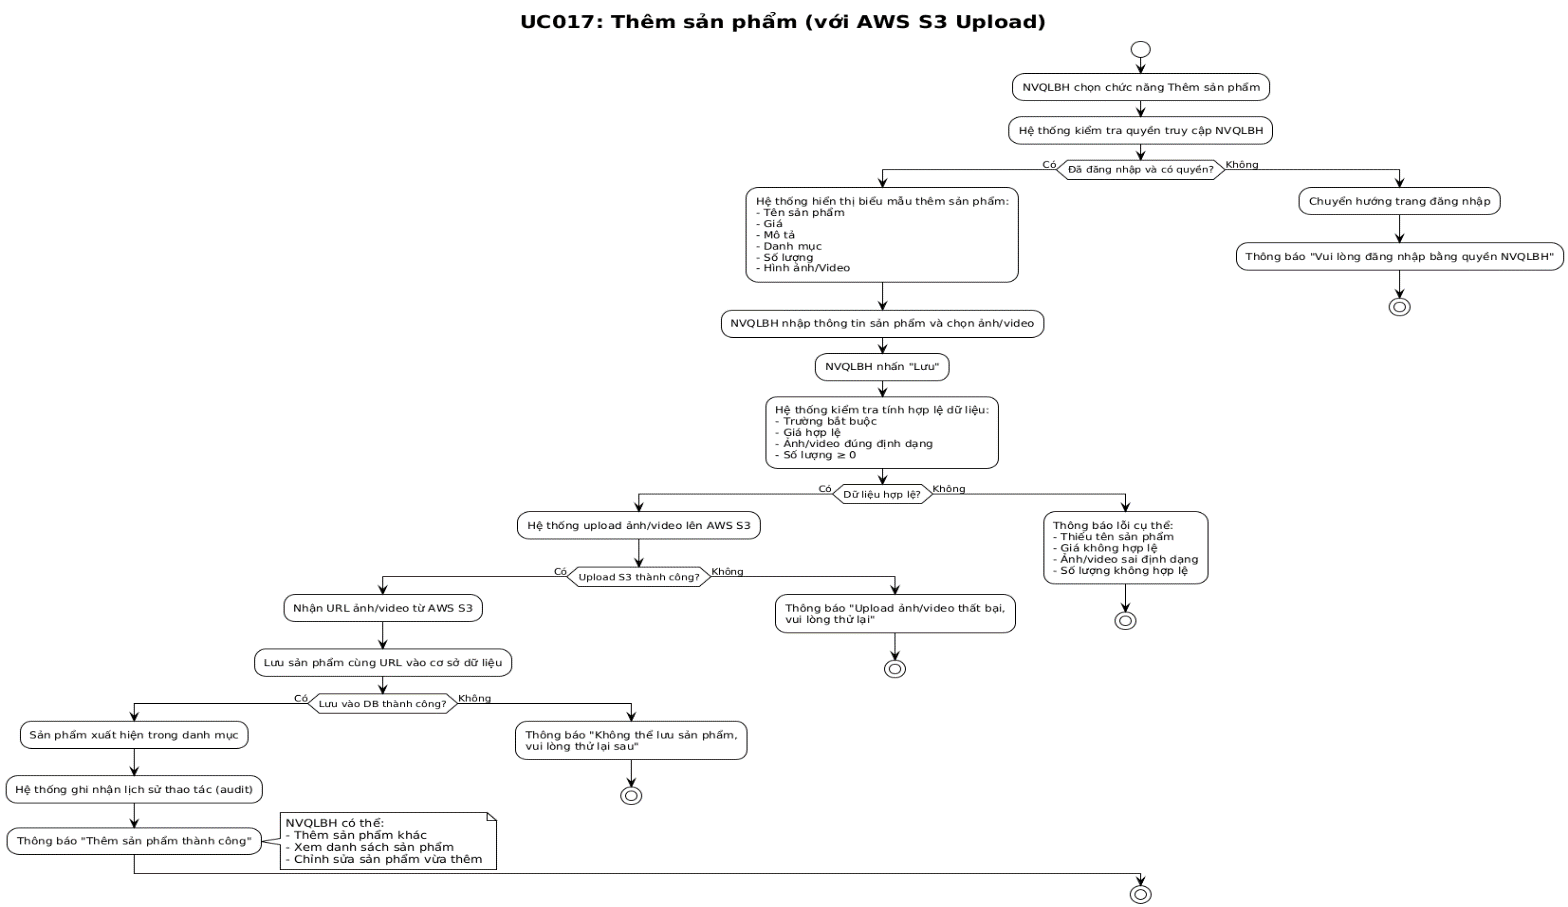 UC017: Thêm sản phẩm (với AWS S3 Upload)
NVQLBH chọn chức năng Thêm sản phẩm
Hệ thống kiểm tra quyền truy cập NVQLBH
Có
Đã đăng nhập và có quyền?
Không
Hệ thống hiển thị biểu mẫu thêm sản phẩm:
- Tên sản phẩm
- Giá
- Mô tả
- Danh mục
- Số lượng
- Hình ảnh/Video
Chuyển hướng trang đăng nhập
Thông báo "Vui lòng đăng nhập bằng quyền NVQLBH"
NVQLBH nhập thông tin sản phẩm và chọn ảnh/video
NVQLBH nhấn "Lưu"
Hệ thống kiểm tra tính hợp lệ dữ liệu:
- Trường bắt buộc
- Giá hợp lệ
- Ảnh/video đúng định dạng
- Số lượng ≥ 0
Có
Dữ liệu hợp lệ?
Không
Hệ thống upload ảnh/video lên AWS S3
Thông báo lỗi cụ thể:
- Thiếu tên sản phẩm
- Giá không hợp lệ
- Ảnh/video sai định dạng
- Số lượng không hợp lệ
Có
Upload S3 thành công?
Không
Nhận URL ảnh/video từ AWS S3
Thông báo "Upload ảnh/video thất bại,
vui lòng thử lại"
Lưu sản phẩm cùng URL vào cơ sở dữ liệu
Có
Lưu vào DB thành công?
Không
Sản phẩm xuất hiện trong danh mục
Thông báo "Không thể lưu sản phẩm,
vui lòng thử lại sau"
Hệ thống ghi nhận lịch sử thao tác (audit)
Thông báo "Thêm sản phẩm thành công"
NVQLBH có thể:
- Thêm sản phẩm khác
- Xem danh sách sản phẩm
- Chỉnh sửa sản phẩm vừa thêm